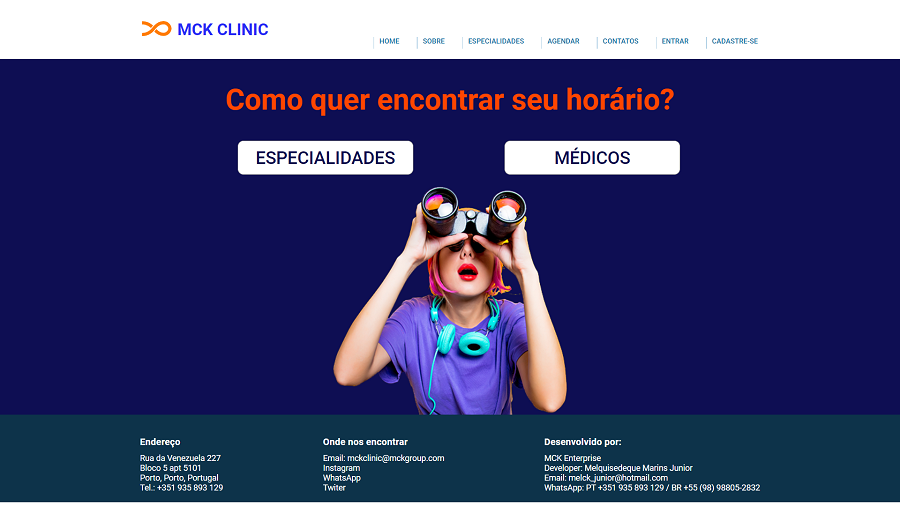 MCK CLINIC
HOME
SOBRE
ESPECIALIDADES
AGENDAR
CONTATOS
ENTRAR
CADASTRE-SE
Como quer encontrar seu horário?
ESPECIALIDADES
MÉDICOS
Endereço
Rua da Venezuela 227
Bloco 5 apt 5101
Porto, Porto, Portugal
Tel.: +351 935 893 129
Onde nos encontrar
Email: mckclinic@mckgroup.com
Instagram
WhatsApp
Twiter
Desenvolvido por:
MCK Enterprise
Developer: Melquisedeque Marins Junior
Email: melck_junior@hotmail.com
WhatsApp: PT +351 935 893 129 / BR +55 (98) 98805-2832